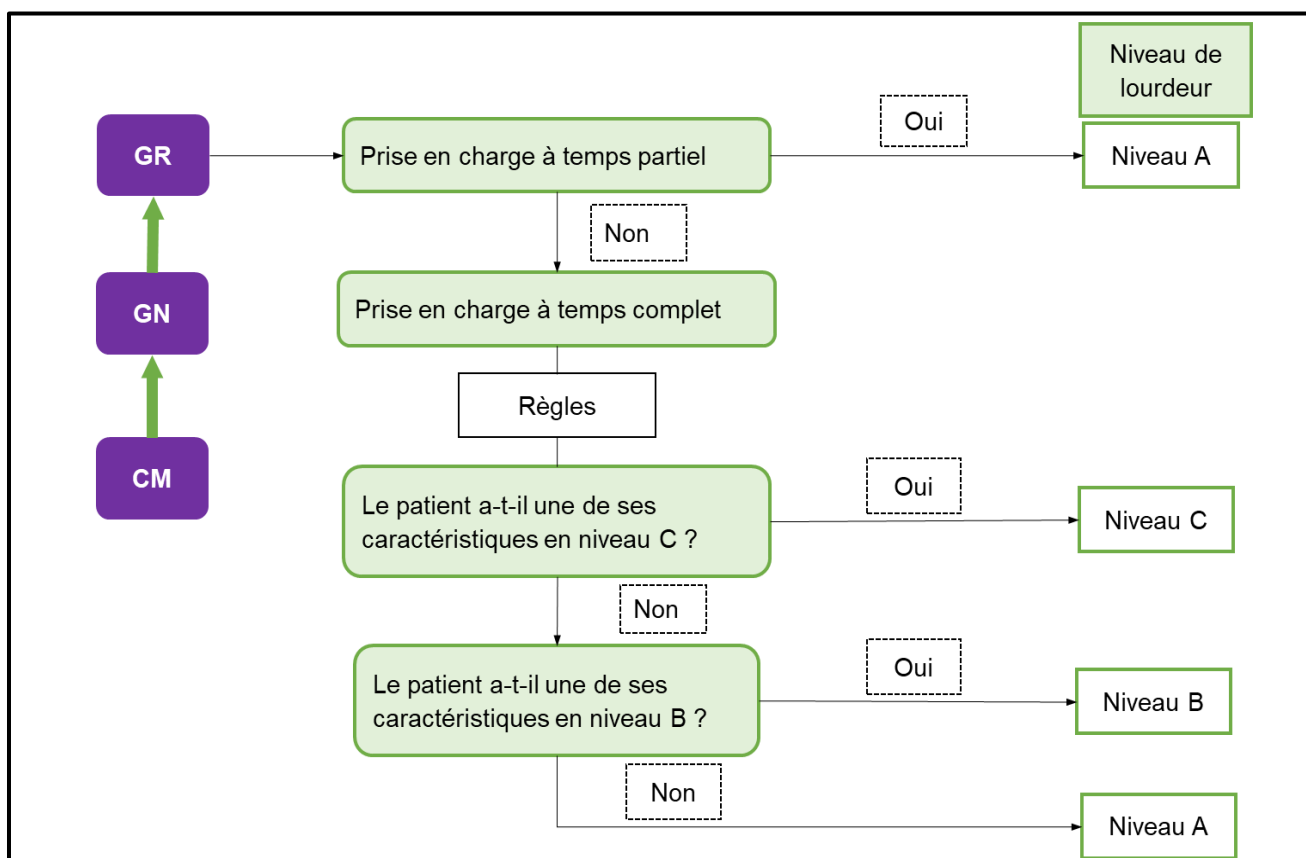 Niveau de
lourdeur
Oui
GR
Prise en charge à temps partiel
Niveau A
Non
GN
Prise en charge à temps complet
Règles
CM
Le patient a-t-il une de ses
caractéristiques en niveau C ?
Oui
Niveau C
Non
Le patient a-t-il une de ses
caractéristiques en niveau B ?
Oui
Niveau B
Non
Niveau A